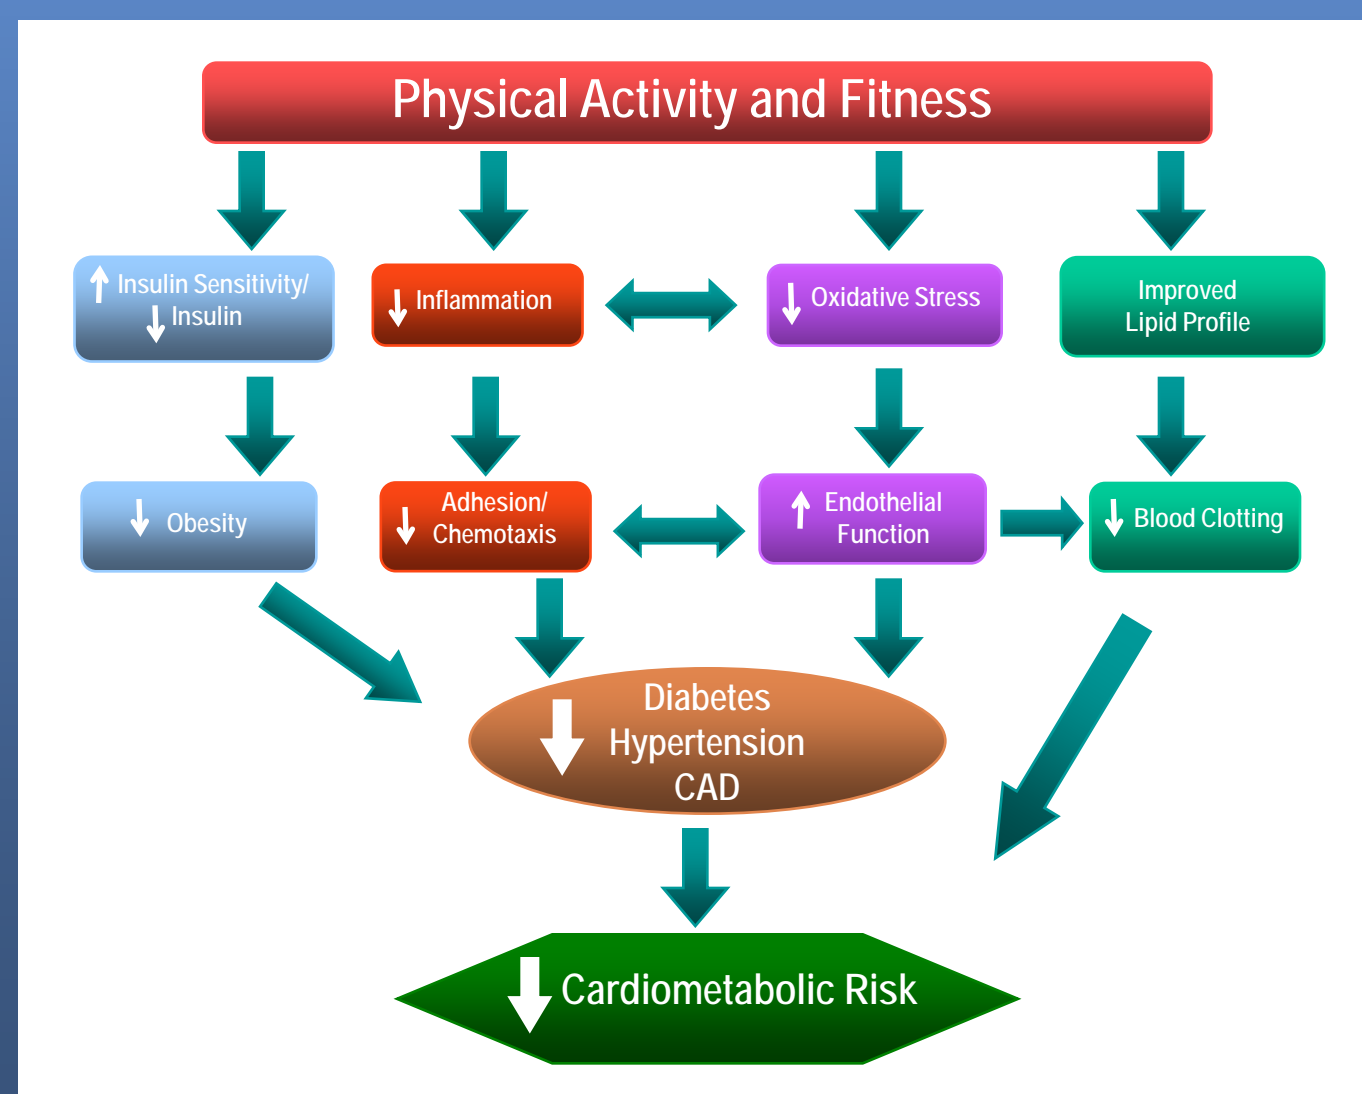 Physical Activity and Fitness
↑ Insulin Sensitivity/
↓ Insulin
↓ Inflammation
↓ Oxidative Stress
Improved
Lipid Profile
↓ Obesity
↓ Adhesion/
Chemotaxis
↑ Endothelial
Function
↓ Blood Clotting
↓ Diabetes
Hypertension
CAD
↓ Cardiometabolic Risk